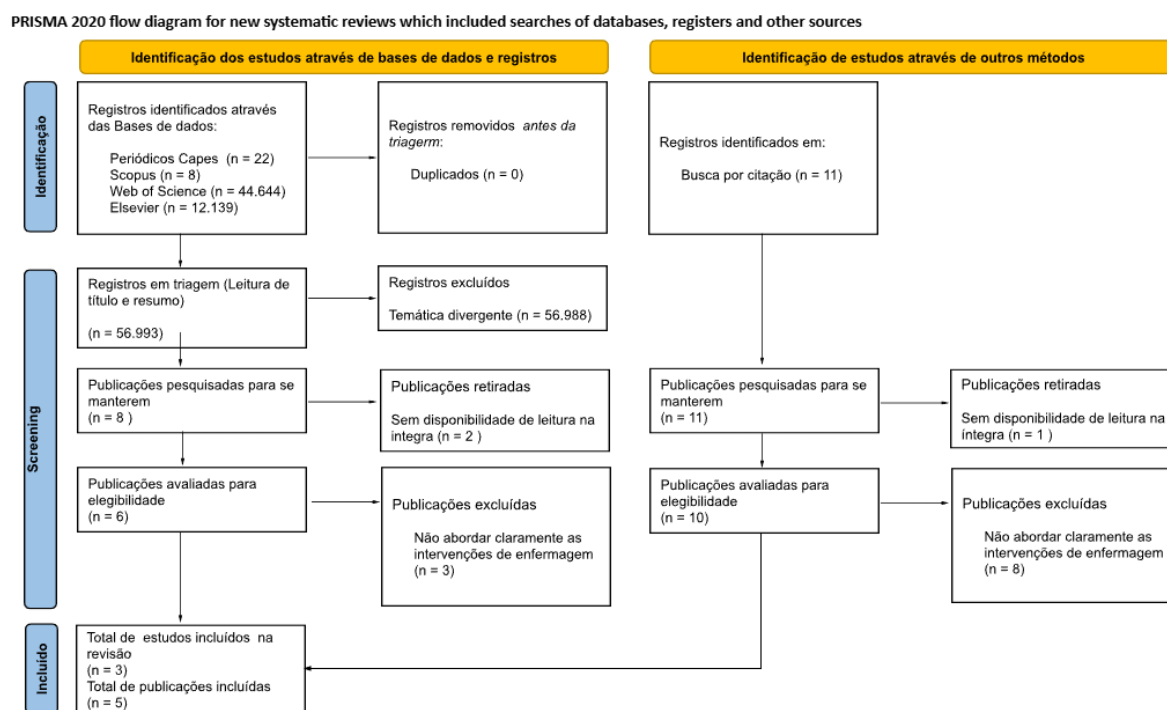 PRISMA 2020 flow diagram for new systematic reviews which included searches of databases, registers and other sources
Identificação dos estudos através de bases de dados e registros
Identificação de estudos através de outros métodos
Identificação
Registros identificados através
das Bases de dados:
Periódicos Capes (n = 22)
Scopus (n = 8)
Web of Science (n = 44.644)
Elsevier (n = 12.139)
Registros removidos antes da
triagerm:
Duplicados (n = 0)
Registros identificados em:
Busca por citação (n = 11)
Screening
Registros em triagem (Leitura de
título e resumo)
(n = 56.993)
Registros excluídos
Temática divergente (n = 56.988)
Publicações pesquisadas para se
manterem
(n = 8 )
Publicações retiradas
Sem disponibilidade de leitura na
integra (n = 2 )
Publicações pesquisadas para se
manterem
(n = 11)
Publicações retiradas
Sem disponibilidade de leitura na
íntegra (n = 1 )
Publicações avaliadas para
elegibilidade
(n = 6)
Publicações excluídas
Não abordar claramente as
intervenções de enfermagem
(n = 3)
Publicações avaliadas para
elegibilidade
(n = 10)
Publicações excluídas
Não abordar claramente as
intervenções de enfermagem
(n = 8)
Incluído
Total de estudos incluídos na
revisão
(n = 3)
Total de publicações incluídas
(n = 5)